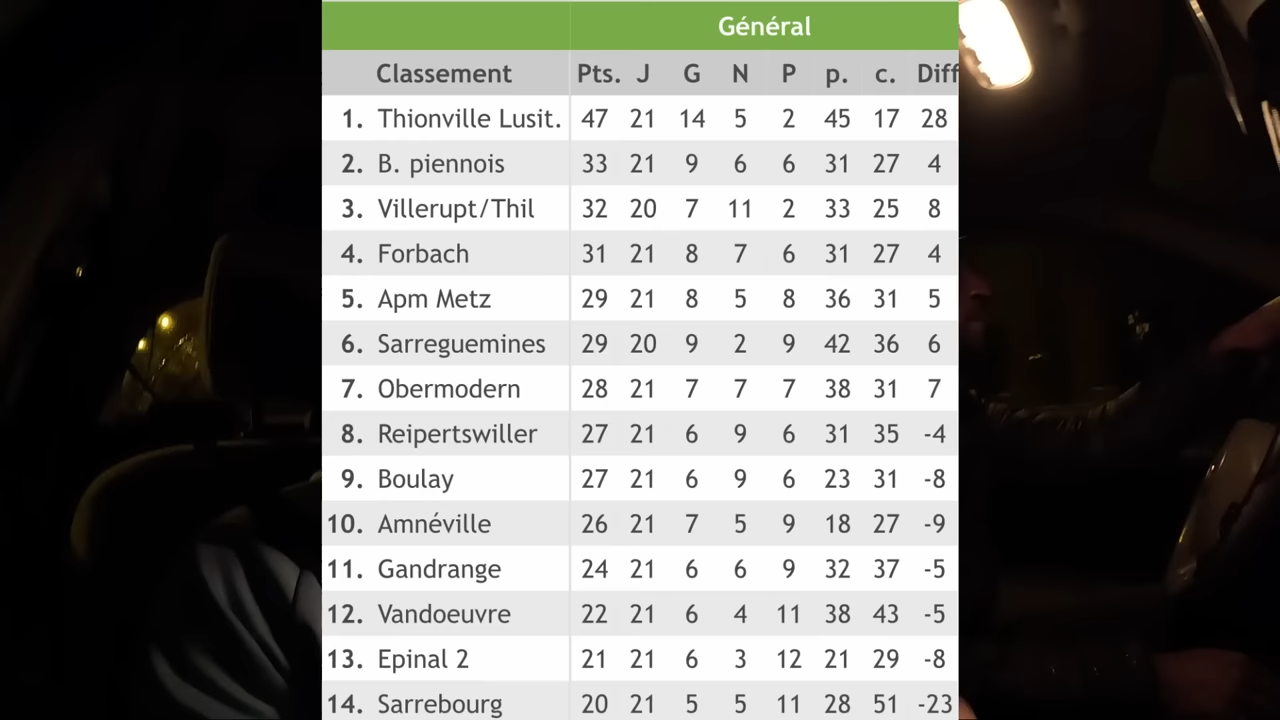 Général
Classement Pts. J G N P p. c. Diff
1. Thionville Lusit. 47 21 14 5 2 45 17 28
2. B. piennois 33 21 9 6 6 31 27 4
3. Villerupt/Thil 32 20 7 11 2 33 25 8
4. Forbach 31 21 8 7 6 31 27 4
5. Apm Metz 29 21 8 5 8 36 31 5
6. Sarreguemines 29 20 9 2 9 42 36 6
7. Obermodern 28 21 7 7 7 38 31 7
8. Reipertswiller 27 21 6 9 6 31 35 -4
9. Boulay 27 21 6 9 6 23 31 -8
10. Amnéville 26 21 7 5 9 18 27 -9
11. Gandrange 24 21 6 6 9 32 37 -5
12. Vandoeuvre 22 21 6 4 11 38 43 -5
13. Epinal 2 21 21 6 3 12 21 29 -8
14. Sarrebourg 20 21 5 5 11 28 51 -23